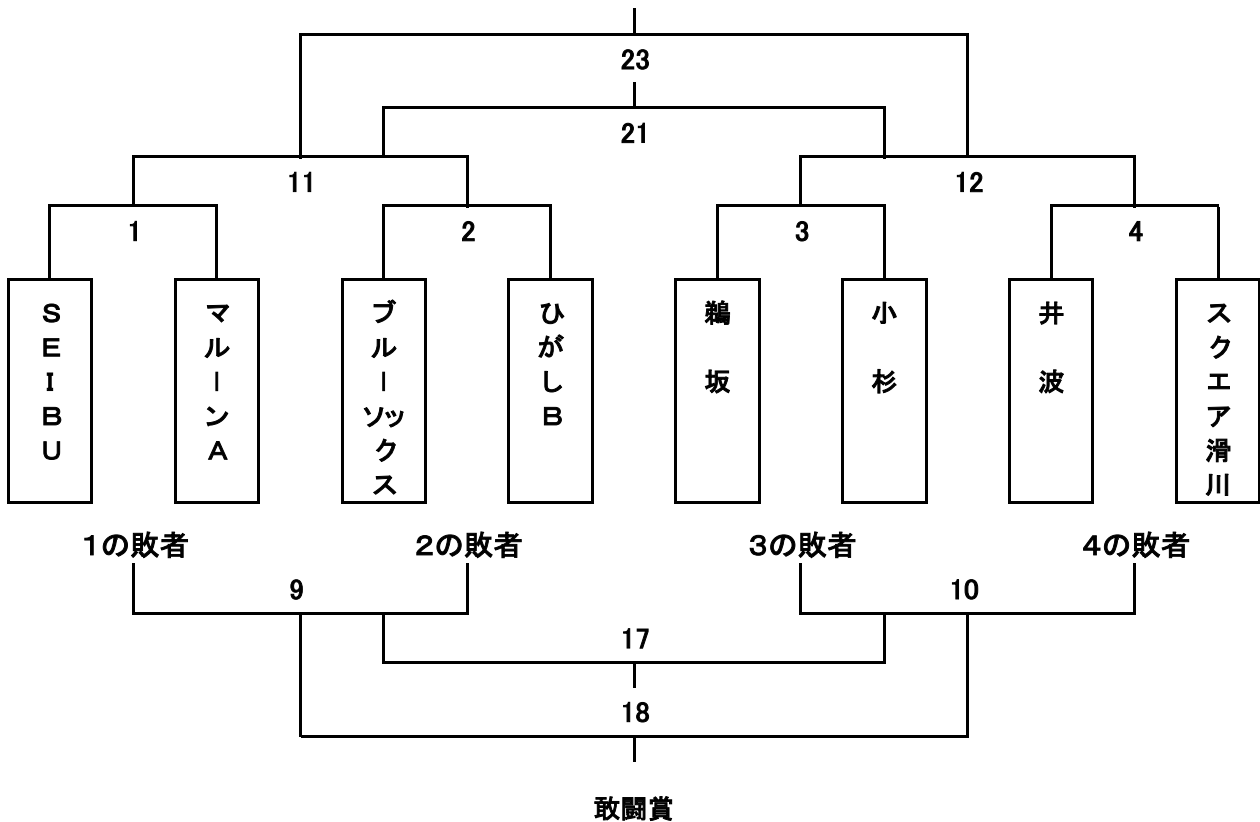 23
21
11
12
1
2
3
4
SEIBU
マルーンA
ブルーソックス
ひがしB
鵜坂
小杉
井波
スクエア滑川
1の敗者
2の敗者
3の敗者
4の敗者
9
10
17
18
敢闘賞